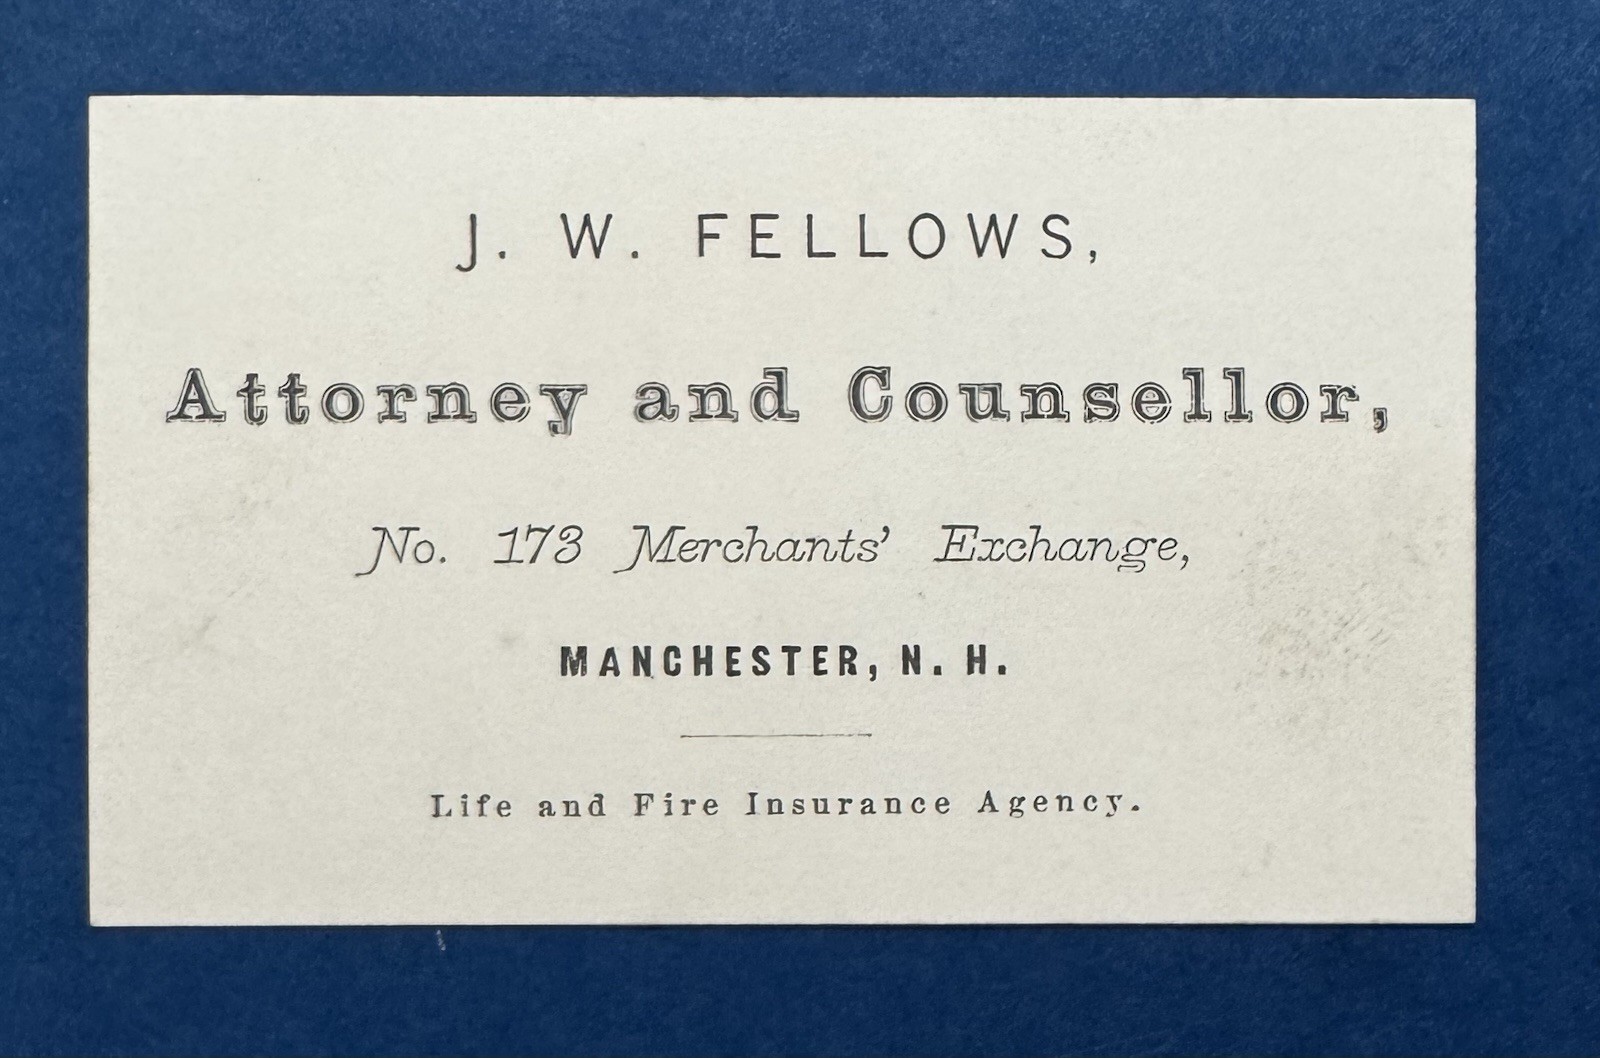 J. W. FELLOWS,
Attorney and Counsellor,
No. 173 Merchants' Exchange,
MANCHESTER, N. H.
Life and Fire Insurance Agency.